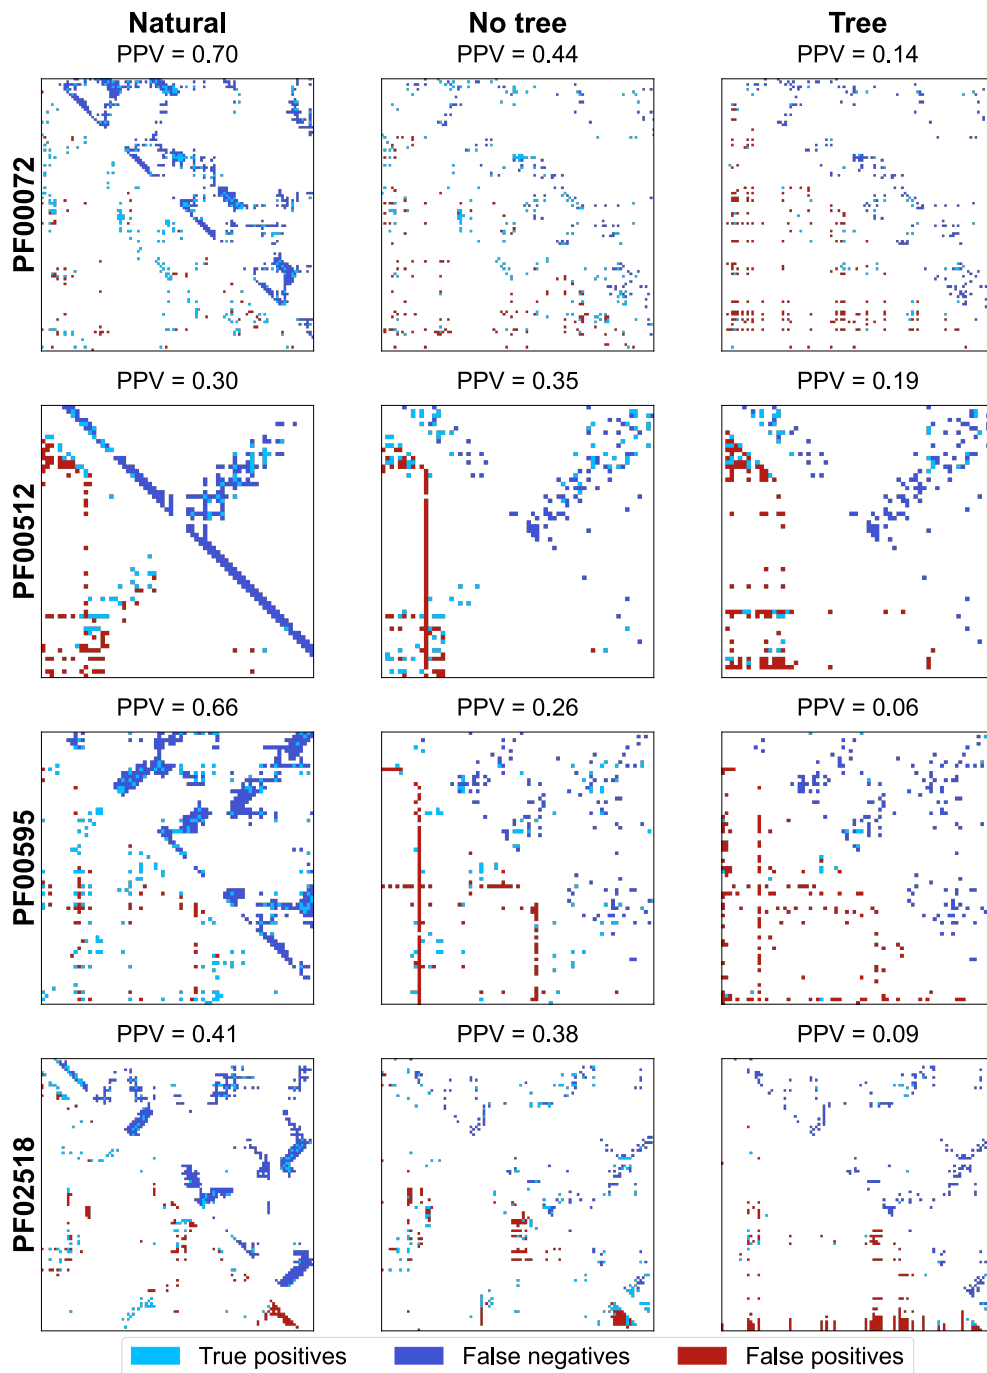 Natural No tree Tree
PPV = 0.70 PPV = 0.44 PPV = 0.14
PF00072
PPV = 0.30 PPV = 0.35 PPV = 0.19
PF00512
PPV = 0.66 PPV = 0.26 PPV = 0.06
PF00595
PPV = 0.41 PPV = 0.38 PPV = 0.09
PF02518
True positives False negatives False positives